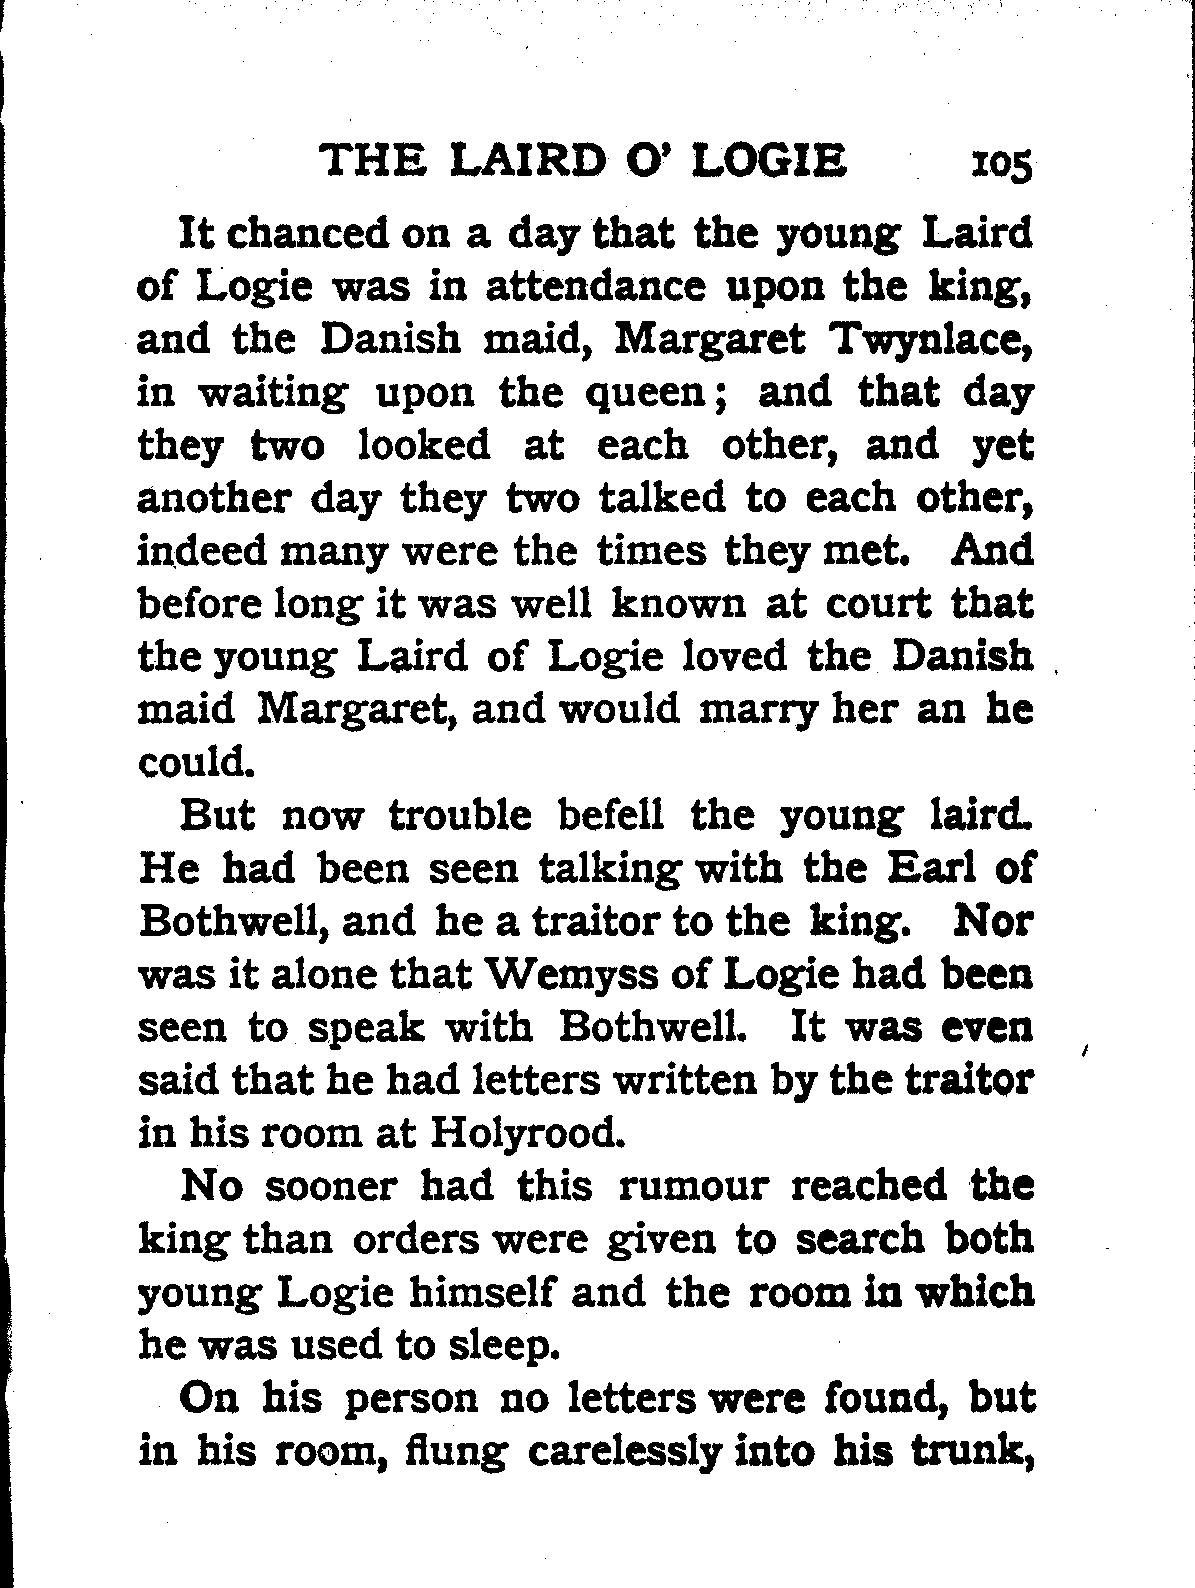 THE LAIRD O' LOGIE 105
It chanced on a day that the young Laird
of Logie was in attendance upon the king,
and the Danish maid, Margaret Twynlace,
in waiting upon the queen; and that day
they two looked at each other, and yet
another day they two talked to each other,
indeed many were the times they met. And
before long it was well known at court that
the young Laird of Logie loved the Danish
maid Margaret, and would marry her an he
could.
But now trouble befell the young laird.
He had been seen talking with the Earl of
Bothwell, and he a traitor to the king. Nor
was it alone that Wemyss of Logie had been
seen to speak with Bothwell. It was even
said that he had letters written by the traitor
in his room at Holyrood.
No sooner had this rumour reached the
king than orders were given to search both
young Logie himself and the room in which
he was used to sleep.
On his person no letters were found, but
in his room, flung carelessly into his trunk,